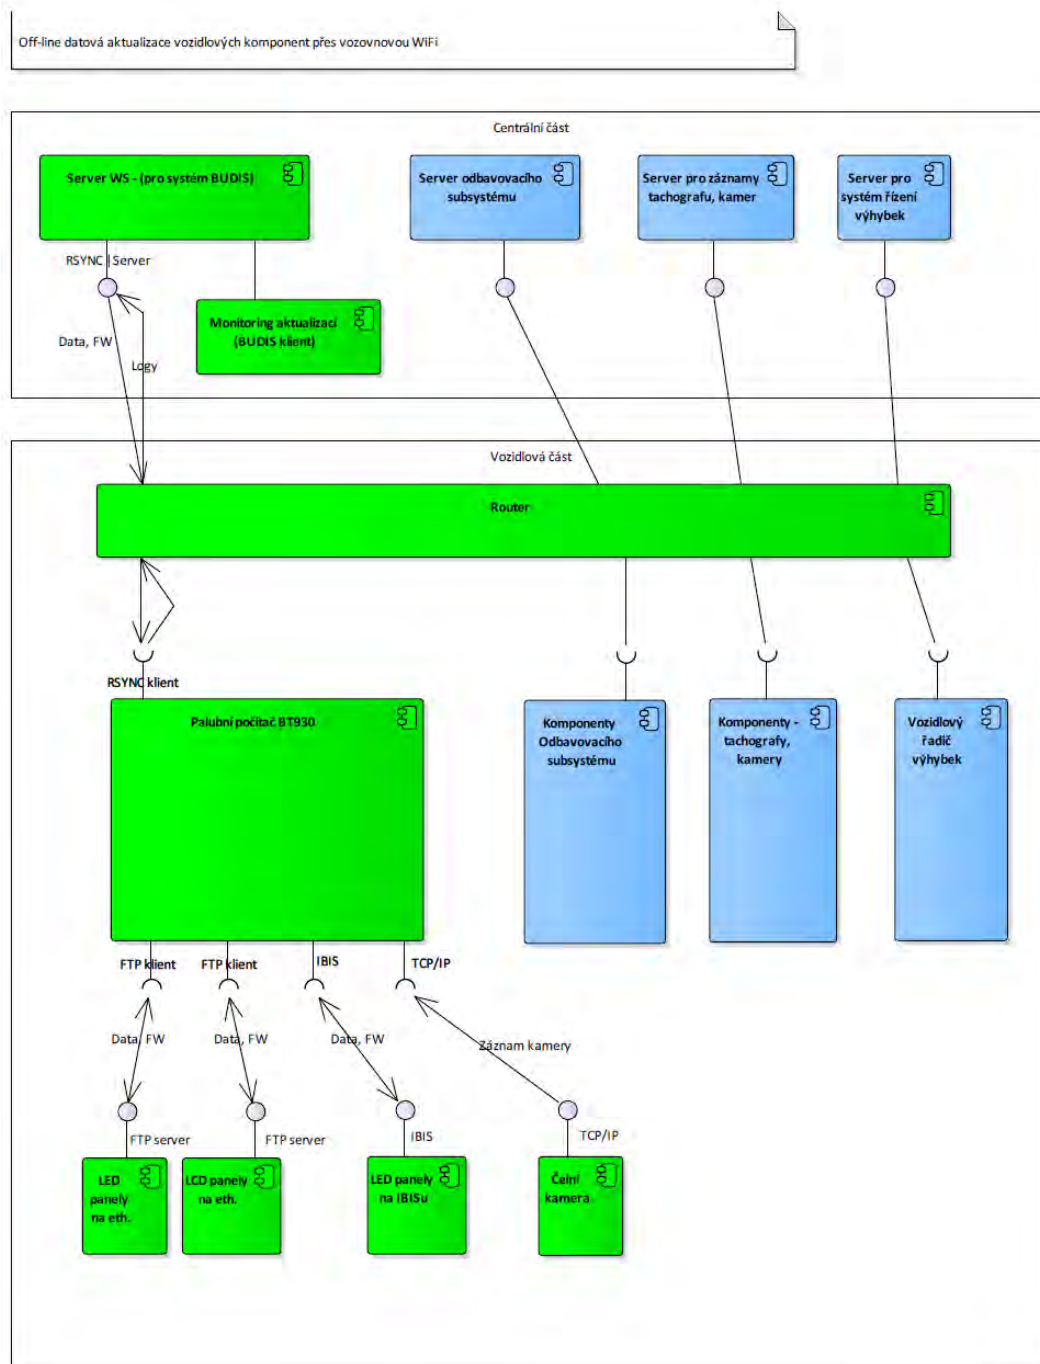 Off-line datová aktualizace vozidlových komponent přes vozovnovou WiFi
Centrální část
Server WS - (pro systém BUDIS)
Server odbavovacího
subsystému
Server pro záznamy
tachografu, kamer
Server pro
systém řízení
výhybek
RSYNC Server
Monitoring aktualizací
(BUDIS klient)
Data, FW
Logy
Vozidlová část
Router
RSYNC klient
Palubní počítač BT930
Komponenty
Odbavovacího
subsystému
Komponenty -
tachografy,
kamery
Vozidlový
řadič
výhybek
FTP klient
FTP klient
IBIS
TCP/IP
Data, FW
Data, FW
Data, FW
Záznam kamery
FTP server
FTP server
IBIS
TCP/IP
LED
panely
na eth.
LCD panely
na eth.
LED panely
na IBISu
Čelní
kamera